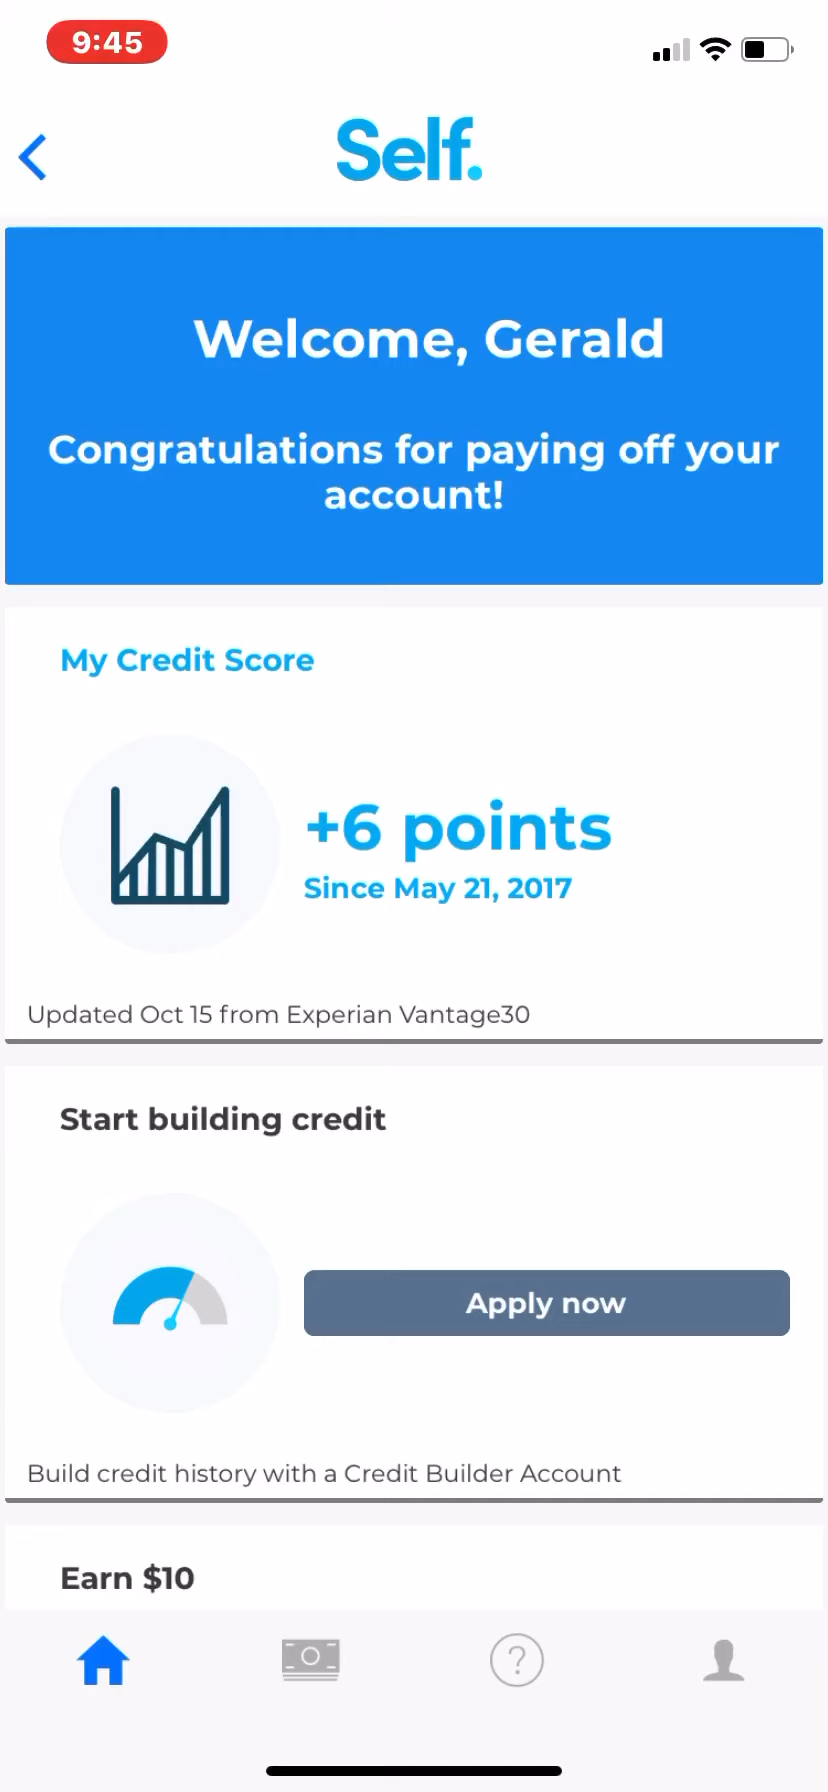 9:45
Self.
Welcome, Gerald
Congratulations for paying off your
account!
My Credit Score
+6 points
Since May 21, 2017
Updated Oct 15 from Experian Vantage30
Start building credit
Apply now
Build credit history with a Credit Builder Account
Earn $10
?